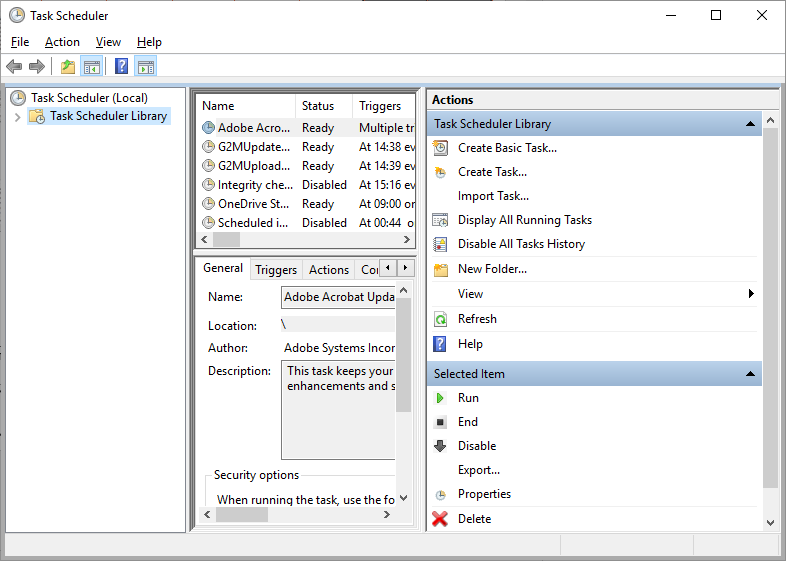 Task Scheduler
File Action View Help
Task Scheduler (Local)
Task Scheduler Library
Name Status Triggers
Adobe Acro... Ready Multiple tr
G2MUpdate... Ready At 14:38 ev
G2MUpload... Ready At 14:39 ev
Integrity che... Disabled At 15:16 ev
OneDrive St... Ready At 09:00 on
Scheduled i... Disabled At 00:44 o
General Triggers Actions Co
Name: Adobe Acrobat Upda
Location: \
Author: Adobe Systems Incor
Description: This task keeps your
enhancements and s
Security options
When running the task, use the fo
Actions
Task Scheduler Library
Create Basic Task...
Create Task...
Import Task...
Display All Running Tasks
Disable All Tasks History
New Folder...
View
Refresh
Help
Selected Item
Run
End
Disable
Export...
Properties
Delete